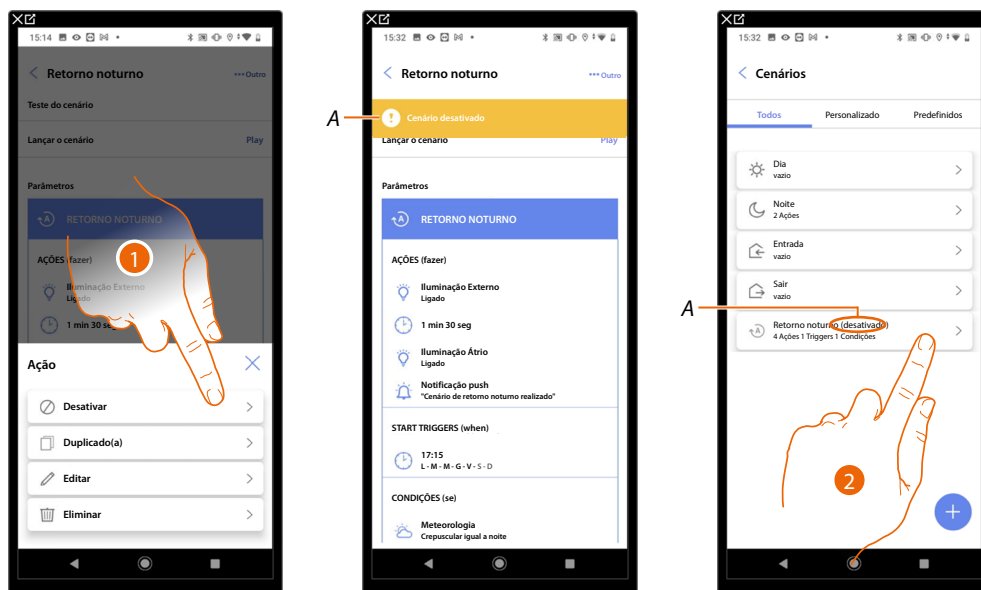 15:14
Retorno noturno
Outro
Teste do cenário
Lançar o cenário
Play
Parâmetros
A
RETORNO NOTURNO
AÇÕES (fazer)
Iluminação Externo
Ligado
1 min 30 seg
1
Ação
Desativar
Duplicado(a)
Editar
Eliminar
A
15:32
Retorno noturno
Outro
Cenário desativado
Lançar o cenário
Play
Parâmetros
A
RETORNO NOTURNO
AÇÕES (fazer)
Iluminação Externo
Ligado
1 min 30 seg
Iluminação Átrio
Ligado
Notificação push
"Cenário de retorno noturno realizado"
START TRIGGERS (when)
17:15
L - M - M - G - V - S - D
CONDIÇÕES (se)
Meteorologia
Crepuscular igual a noite
A
15:32
Cenários
Todos
Personalizado
Predefinidos
Dia
vazio
Noite
2 Ações
Entrada
vazio
Sair
vazio
A
Retorno noturno (desativado)
4 Ações 1 Triggers 1 Condições
2